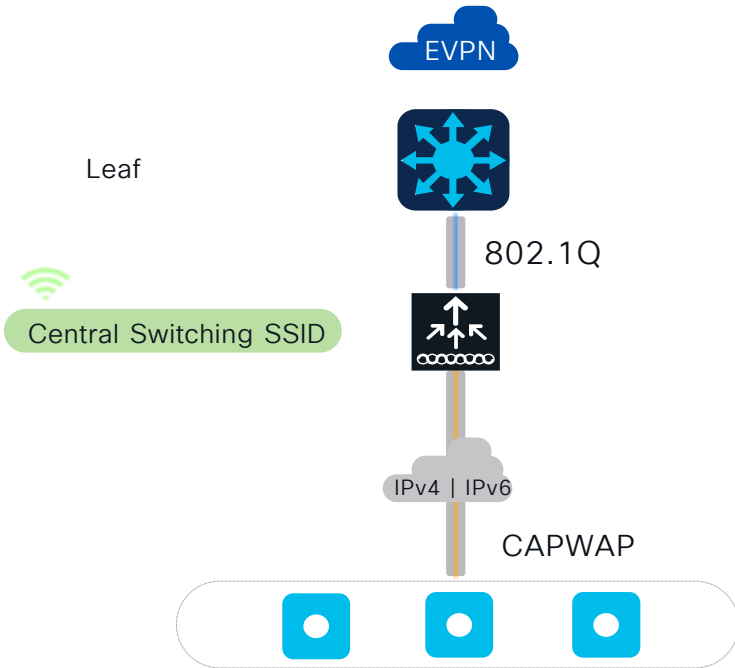 EVPN
Leaf
802.1Q
Central Switching SSID
IPv4 | IPv6
CAPWAP